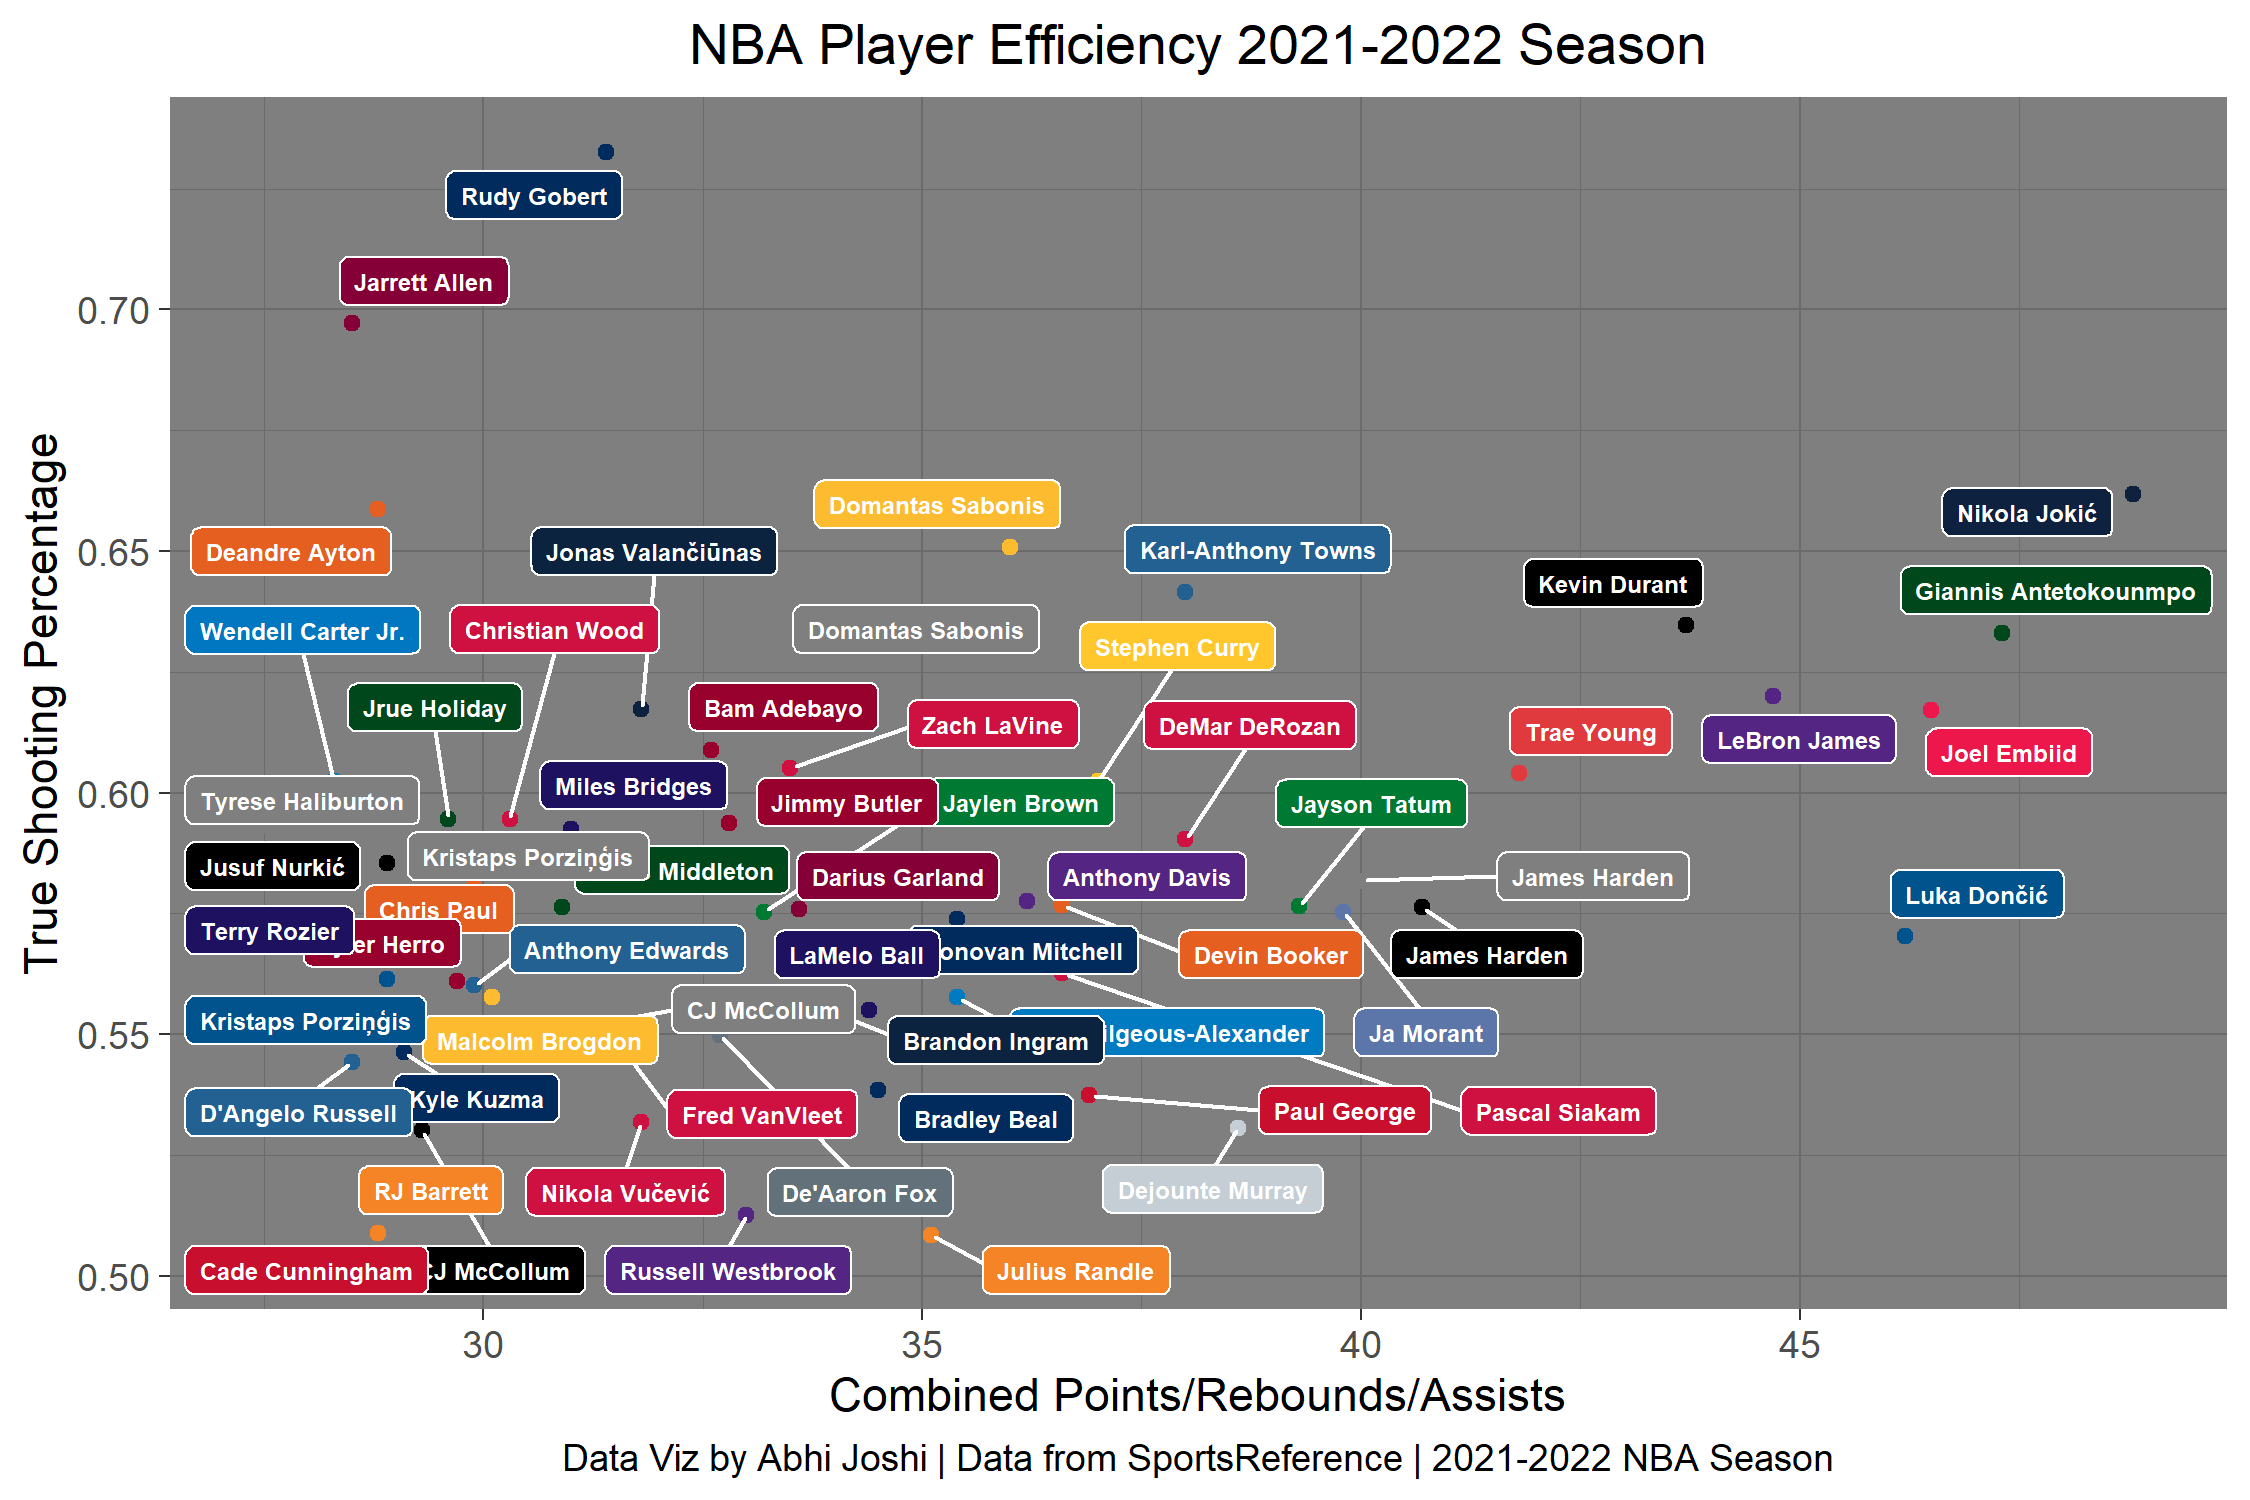 NBA Player Efficiency 2021-2022 Season
True Shooting Percentage
0.70
0.65
0.60
0.55
0.50
Rudy Gobert
Jarrett Allen
Domantas Sabonis
Nikola Jokić
Deandre Ayton
Jonas Valančiūnas
Karl-Anthony Towns
Kevin Durant
Giannis Antetokounmpo
Wendell Carter Jr.
Christian Wood
Domantas Sabonis
Stephen Curry
Jrue Holiday
Bam Adebayo
Zach LaVine
DeMar DeRozan
Trae Young
LeBron James
Joel Embiid
Tyrese Haliburton
Miles Bridges
Jimmy Butler
Jaylen Brown
Jayson Tatum
Jusuf Nurkić
Kristaps Porziņģis
Middleton
Darius Garland
Anthony Davis
James Harden
Luka Dončić
Chris Paul
Terry Rozier
er Herro
Anthony Edwards
LaMelo Ball
onovan Mitchell
Devin Booker
James Harden
Kristaps Porziņģis
Malcolm Brogdon
CJ McCollum
Brandon Ingram
ilgeous-Alexander
Ja Morant
D'Angelo Russell
Kyle Kuzma
Fred VanVleet
Bradley Beal
Paul George
Pascal Siakam
RJ Barrett
Nikola Vučević
De'Aaron Fox
Dejounte Murray
Cade Cunningham
CJ McCollum
Russell Westbrook
Julius Randle
30
35
40
45
Combined Points/Rebounds/Assists
Data Viz by Abhi Joshi | Data from SportsReference | 2021-2022 NBA Season